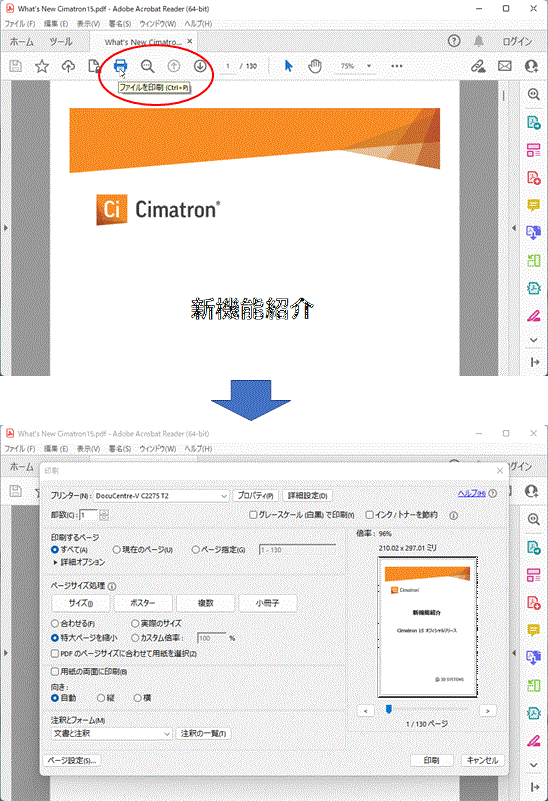 What's New Cimatron15.pdf - Adobe Acrobat Reader (64-bit)
ファイル (F) 編集 (E) 表示(V) 署名(S) ウィンドウ(W) ヘルプ(H)
ホーム ツール What's New Cimatro... × ログイン
1 / 130 75%
ファイルを印刷 (Ctrl+P)
Ci Cimatron®
新機能紹介
What's New Cimatron15.pdf - Adobe Acrobat Reader (64-bit)
ファイル (F) 編集 (E) 表示(V) 署名(S) ウィンドウ(W) ヘルプ(H)
ホーム
グイン
印刷
プリンター(N): DocuCentre-V C2275 T2 プロパティ(P) 詳細設定(D) ヘルプ(H)
部数(C): 1 グレースケール (白黒) で印刷(Y) インク / トナーを節約
印刷するページ
すべて(A) 現在のページ(U) ページ指定(G) 1 - 130
詳細オプション
ページサイズ処理
サイズ(I) ポスター 複数 小冊子
合わせる(F) 実際のサイズ
特大ページを縮小 カスタム倍率: 100 %
PDF のページサイズに合わせて用紙を選択(Z)
用紙の両面に印刷(B)
向き:
自動 縦 横
注釈とフォーム(M)
文書と注釈 注釈の一覧(T)
倍率: 96%
210.02 x 297.01 ミリ
Cimatron
新機能紹介
Cimatron 15 オフィシャルリリース
3D SYSTEMS
< >
1 / 130 ページ
ページ設定(S)... 印刷 キャンセル